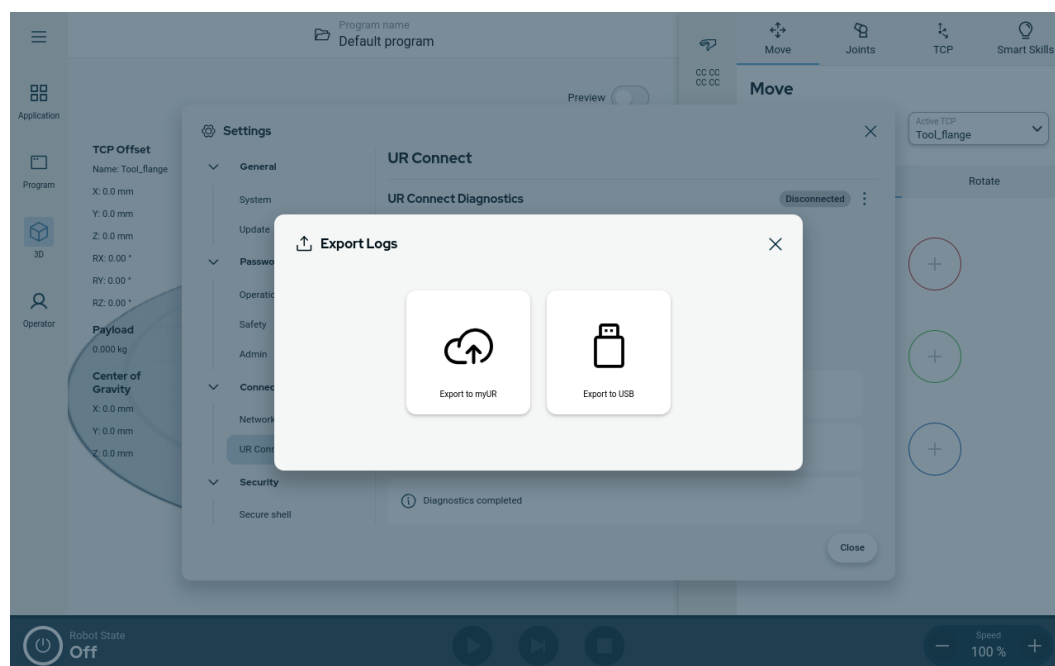 Program name
Default program
Move
Joints
TCP
Smart Skills
CC CC
CC CC
Application
Program
3D
Operator
Preview
Move
Active TCP
Tool_flange
Rotate
TCP Offset
Name: Tool_flange
X: 0.0 mm
Y: 0.0 mm
Z: 0.0 mm
RX: 0.00 °
RY: 0.00 °
RZ: 0.00 °
Payload
0.000 kg
Center of
Gravity
X: 0.0 mm
Y: 0.0 mm
Z: 0.0 mm
Settings
General
System
Update
Passwo
Operatic
Safety
Admin
Connec
Network
UR Conn
Security
Secure shell
UR Connect
UR Connect Diagnostics
Disconnected
Export Logs
Export to myUR
Export to USB
Diagnostics completed
Close
Robot State
Off
Speed
100 %